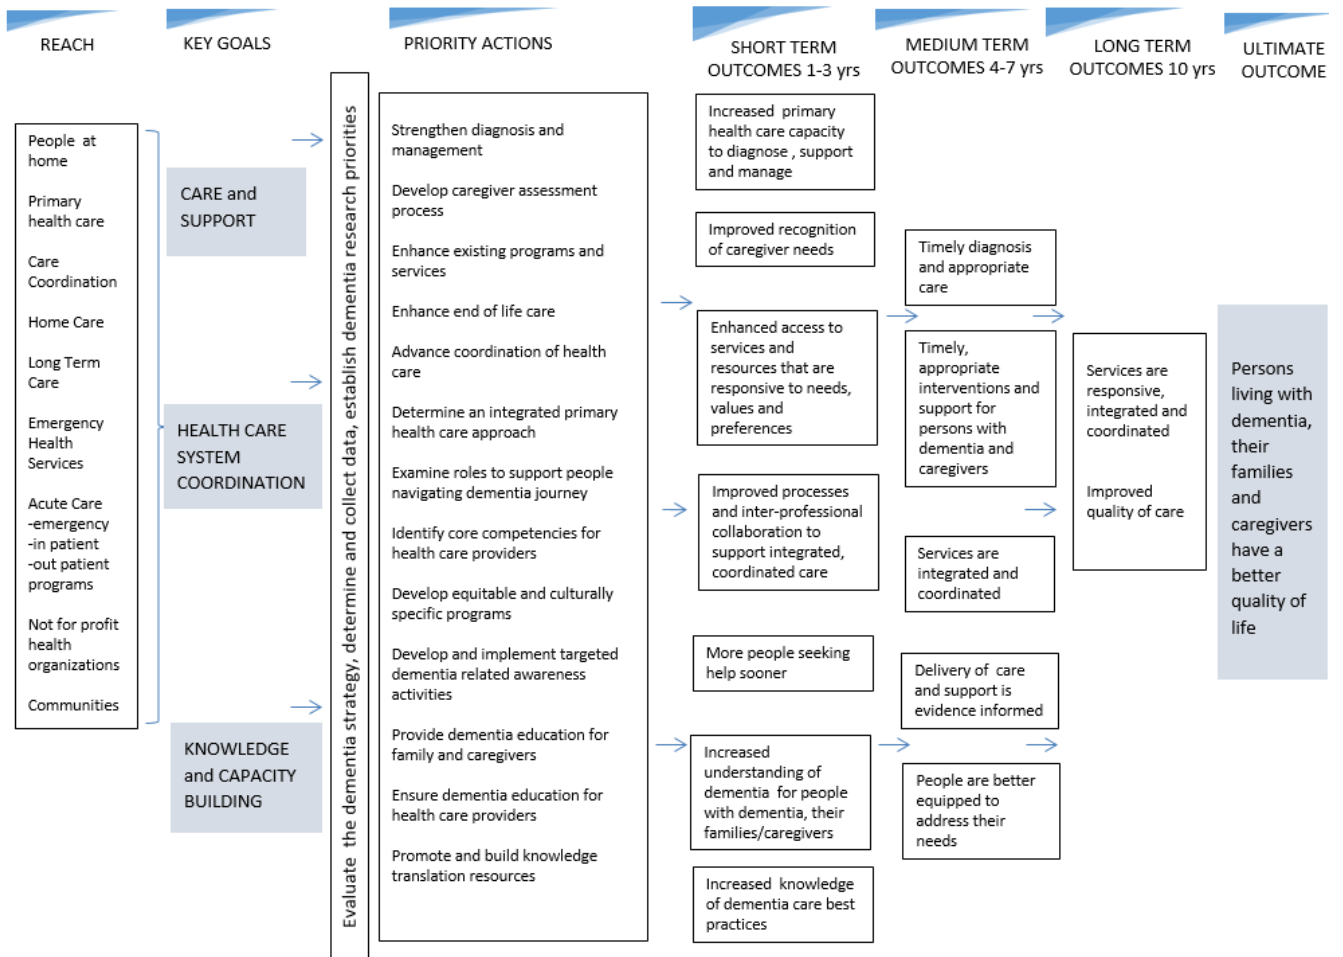 REACH
KEY GOALS
PRIORITY ACTIONS
SHORT TERM
OUTCOMES 1-3 yrs
MEDIUM TERM
OUTCOMES 4-7 yrs
LONG TERM
OUTCOMES 10 yrs
ULTIMATE
OUTCOME
People at
home
Primary
health care
Care
Coordination
Home Care
Long Term
Care
Emergency
Health
Services
Acute Care
-emergency
-in patient
-out patient
programs
Not for profit
health
organizations
Communities
CARE and
SUPPORT
HEALTH CARE
SYSTEM
COORDINATION
KNOWLEDGE
and CAPACITY
BUILDING
Evaluate the dementia strategy, determine and collect data, establish dementia research priorities
Strengthen diagnosis and
management
Develop caregiver assessment
process
Enhance existing programs and
services
Enhance end of life care
Advance coordination of health
care
Determine an integrated primary
health care approach
Examine roles to support people
navigating dementia journey
Identify core competencies for
health care providers
Develop equitable and culturally
specific programs
Develop and implement targeted
dementia related awareness
activities
Provide dementia education for
family and caregivers
Ensure dementia education for
health care providers
Promote and build knowledge
translation resources
Increased primary
health care capacity
to diagnose , support
and manage
Improved recognition
of caregiver needs
Enhanced access to
services and
resources that are
responsive to needs,
values and
preferences
Improved processes
and inter-professional
collaboration to
support integrated,
coordinated care
More people seeking
help sooner
Increased
understanding of
dementia for people
with dementia, their
families/caregivers
Increased knowledge
of dementia care best
practices
Timely diagnosis
and appropriate
care
Timely,
appropriate
interventions and
support for
persons with
dementia and
caregivers
Services are
integrated and
coordinated
Delivery of care
and support is
evidence informed
People are better
equipped to
address their
needs
Services are
responsive,
integrated and
coordinated
Improved
quality of care
Persons
living with
dementia,
their
families
and
caregivers
have a
better
quality of
life